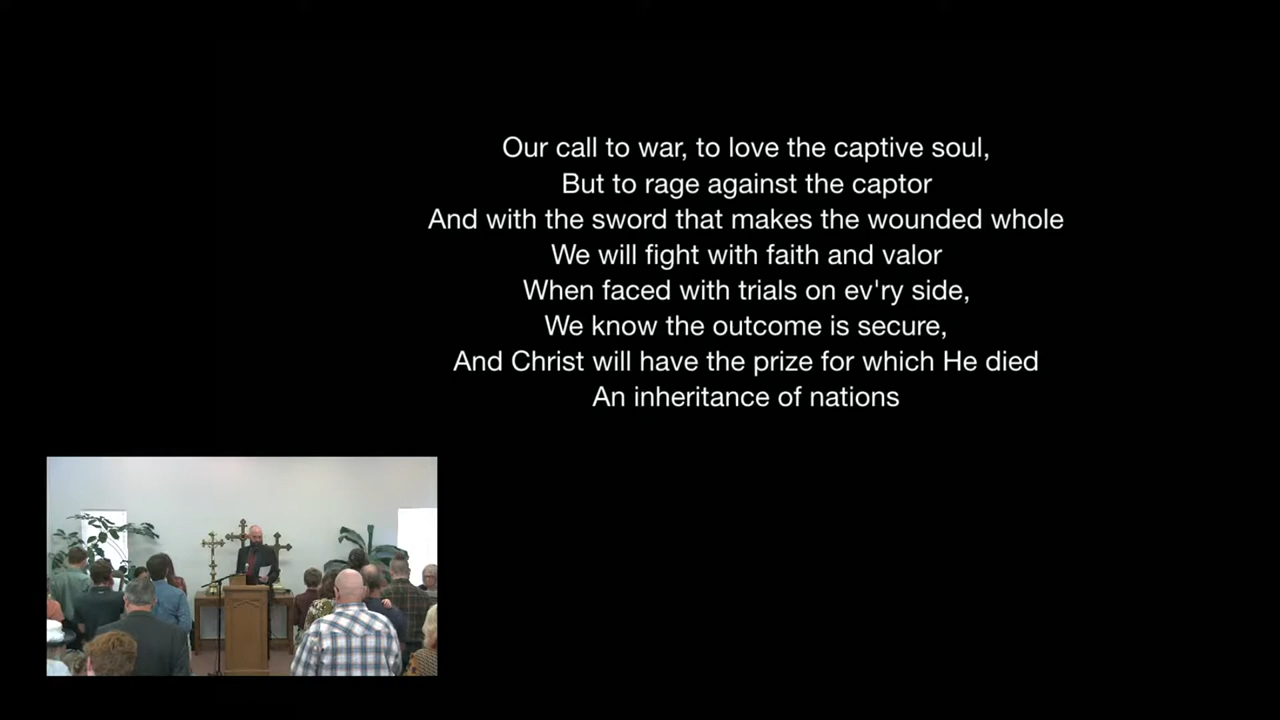 Our call to war, to love the captive soul,
But to rage against the captor
And with the sword that makes the wounded whole
We will fight with faith and valor
When faced with trials on ev'ry side,
We know the outcome is secure,
And Christ will have the prize for which He died
An inheritance of nations